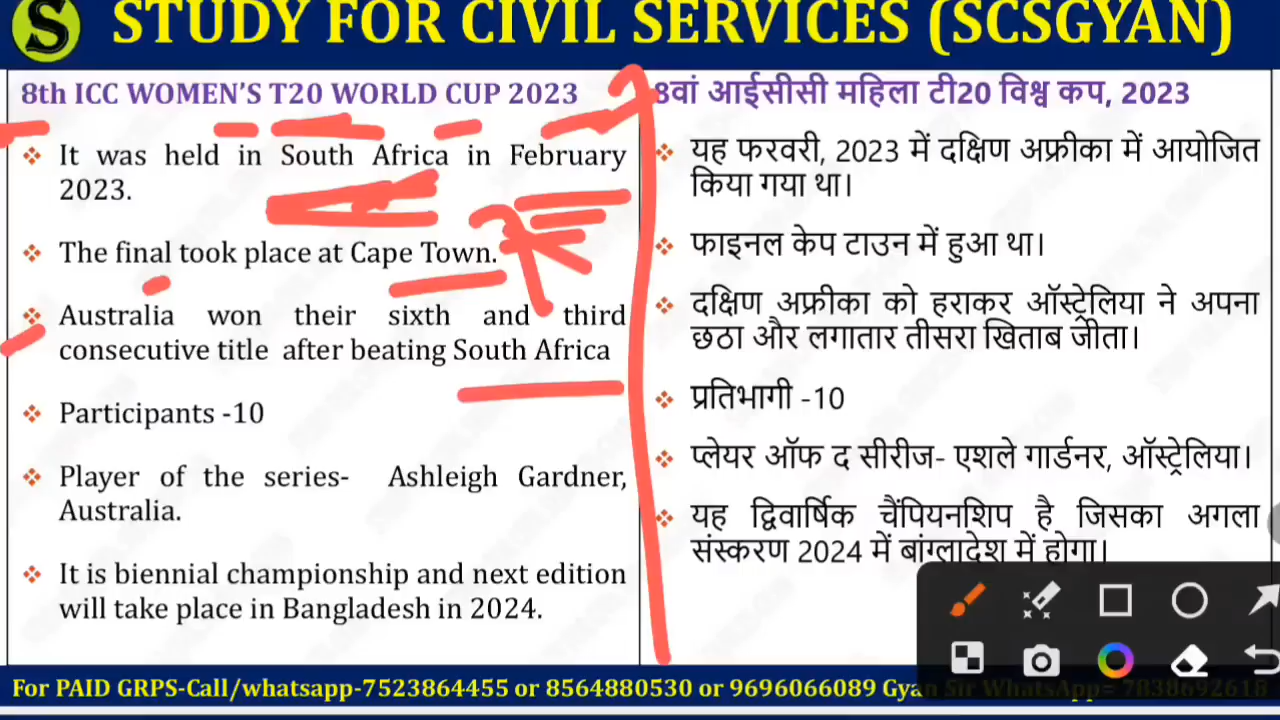 S STUDY FOR CIVIL SERVICES (SCSGYAN)
8th ICC WOMEN'S T20 WORLD CUP 2023
It was held in South Africa in February
2023.
The final took place at Cape Town.
Australia won their sixth and third
consecutive title after beating South Africa
Participants -10
Player of the series- Ashleigh Gardner,
Australia.
It is biennial championship and next edition
will take place in Bangladesh in 2024.
8वां आईसीसी महिला टी20 विश्व कप, 2023
यह फरवरी, 2023 में दक्षिण अफ्रीका में आयोजित
किया गया था।
फाइनल केप टाउन में हुआ था।
दक्षिण अफ्रीका को हराकर ऑस्ट्रेलिया ने अपना
छठा और लगातार तीसरा खिताब जीता।
प्रतिभागी -10
प्लेयर ऑफ द सीरीज- एशले गार्डनर, ऑस्ट्रेलिया।
यह द्विवार्षिक चैंपियनशिप है जिसका अगला
संस्करण 2024 में बांग्लादेश में होगा।
For PAID GRPS-Call/whatsapp-7523864455 or 8564880530 or 9696066089 Gyan Sir WhatsApp= 7838692618